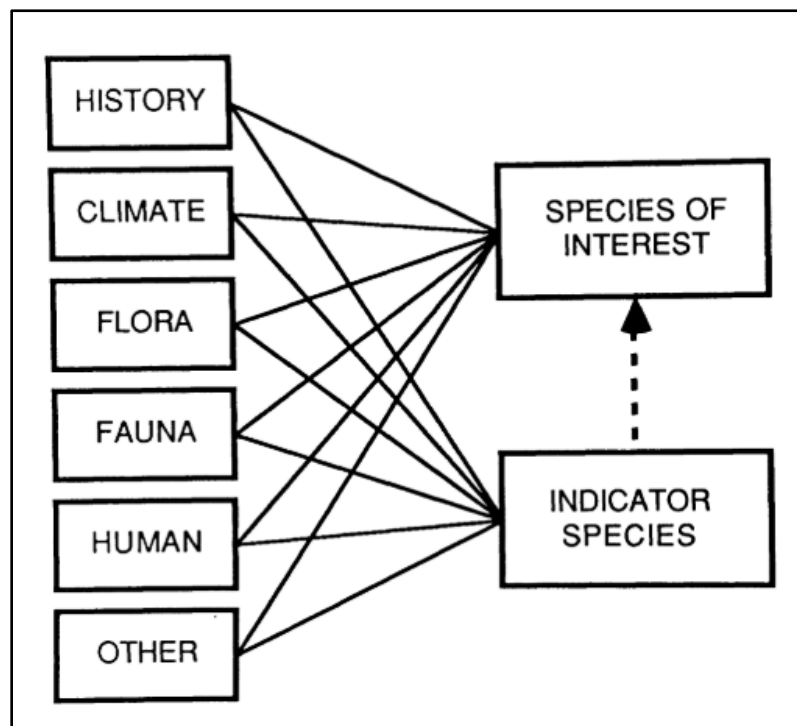 HISTORY
CLIMATE
FLORA
FAUNA
HUMAN
OTHER
SPECIES OF
INTEREST
INDICATOR
SPECIES